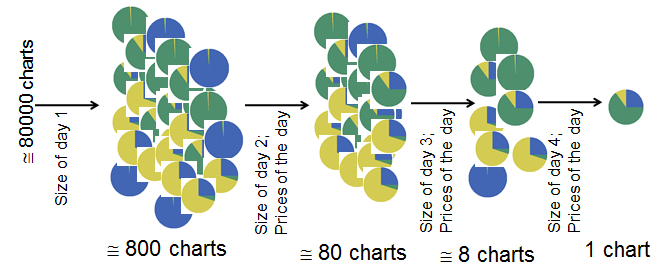 ≅ 80000 charts
Size of day 1
≅ 800 charts
Size of day 2;
Prices of the day
≅ 80 charts
Size of day 3;
Prices of the day
≅ 8 charts
Size of day 4;
Prices of the day
1 chart